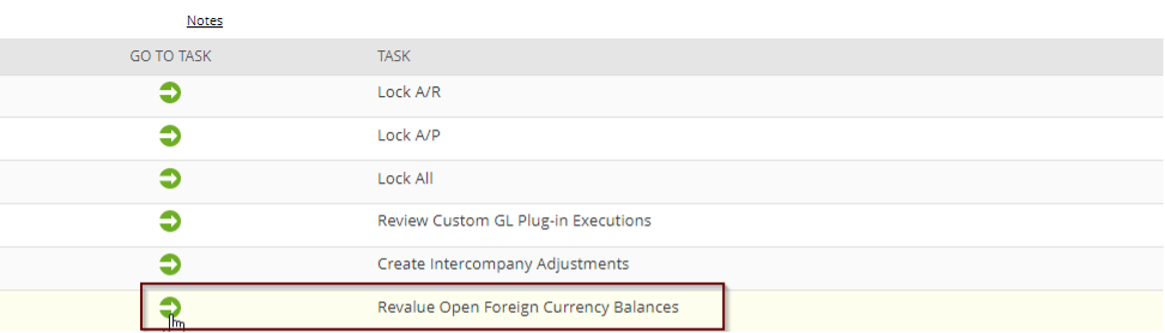 Notes
GO TO TASK TASK
Lock A/R
Lock A/P
Lock All
Review Custom GL Plug-in Executions
Create Intercompany Adjustments
Revalue Open Foreign Currency Balances